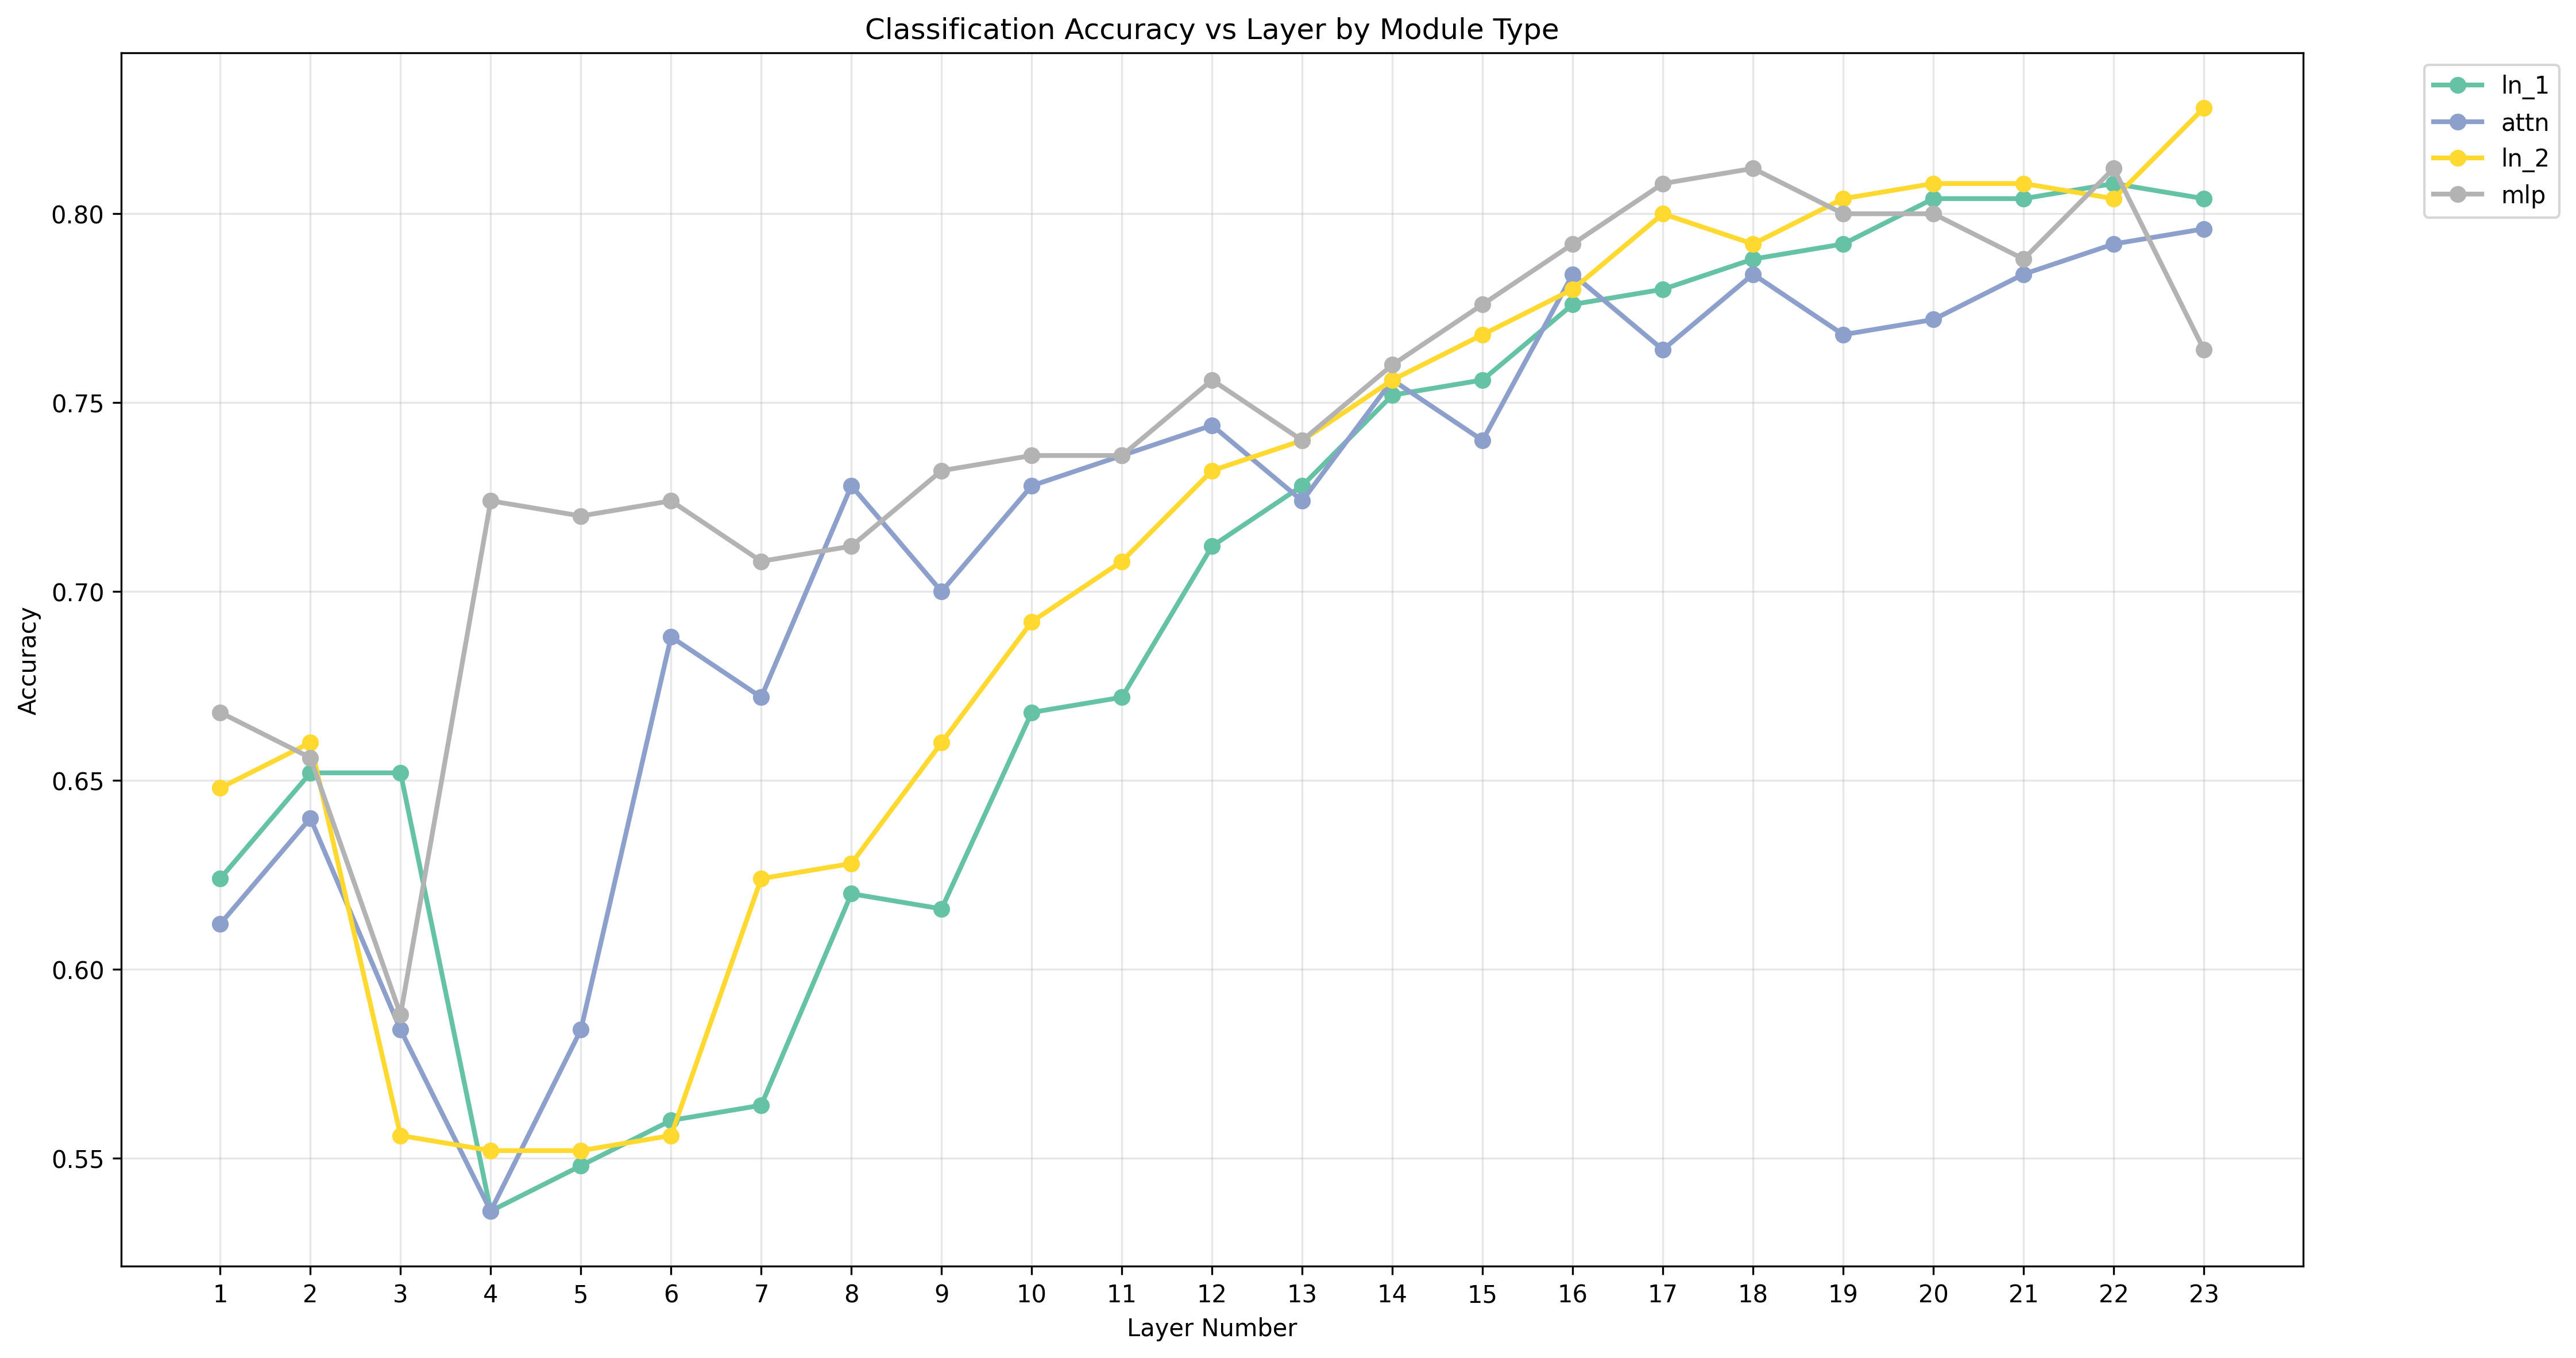 Classification Accuracy vs Layer by Module Type
ln_1
attn
ln_2
mlp
Accuracy
0.80
0.75
0.70
0.65
0.60
0.55
1 2 3 4 5 6 7 8 9 10 11 12 13 14 15 16 17 18 19 20 21 22 23
Layer Number